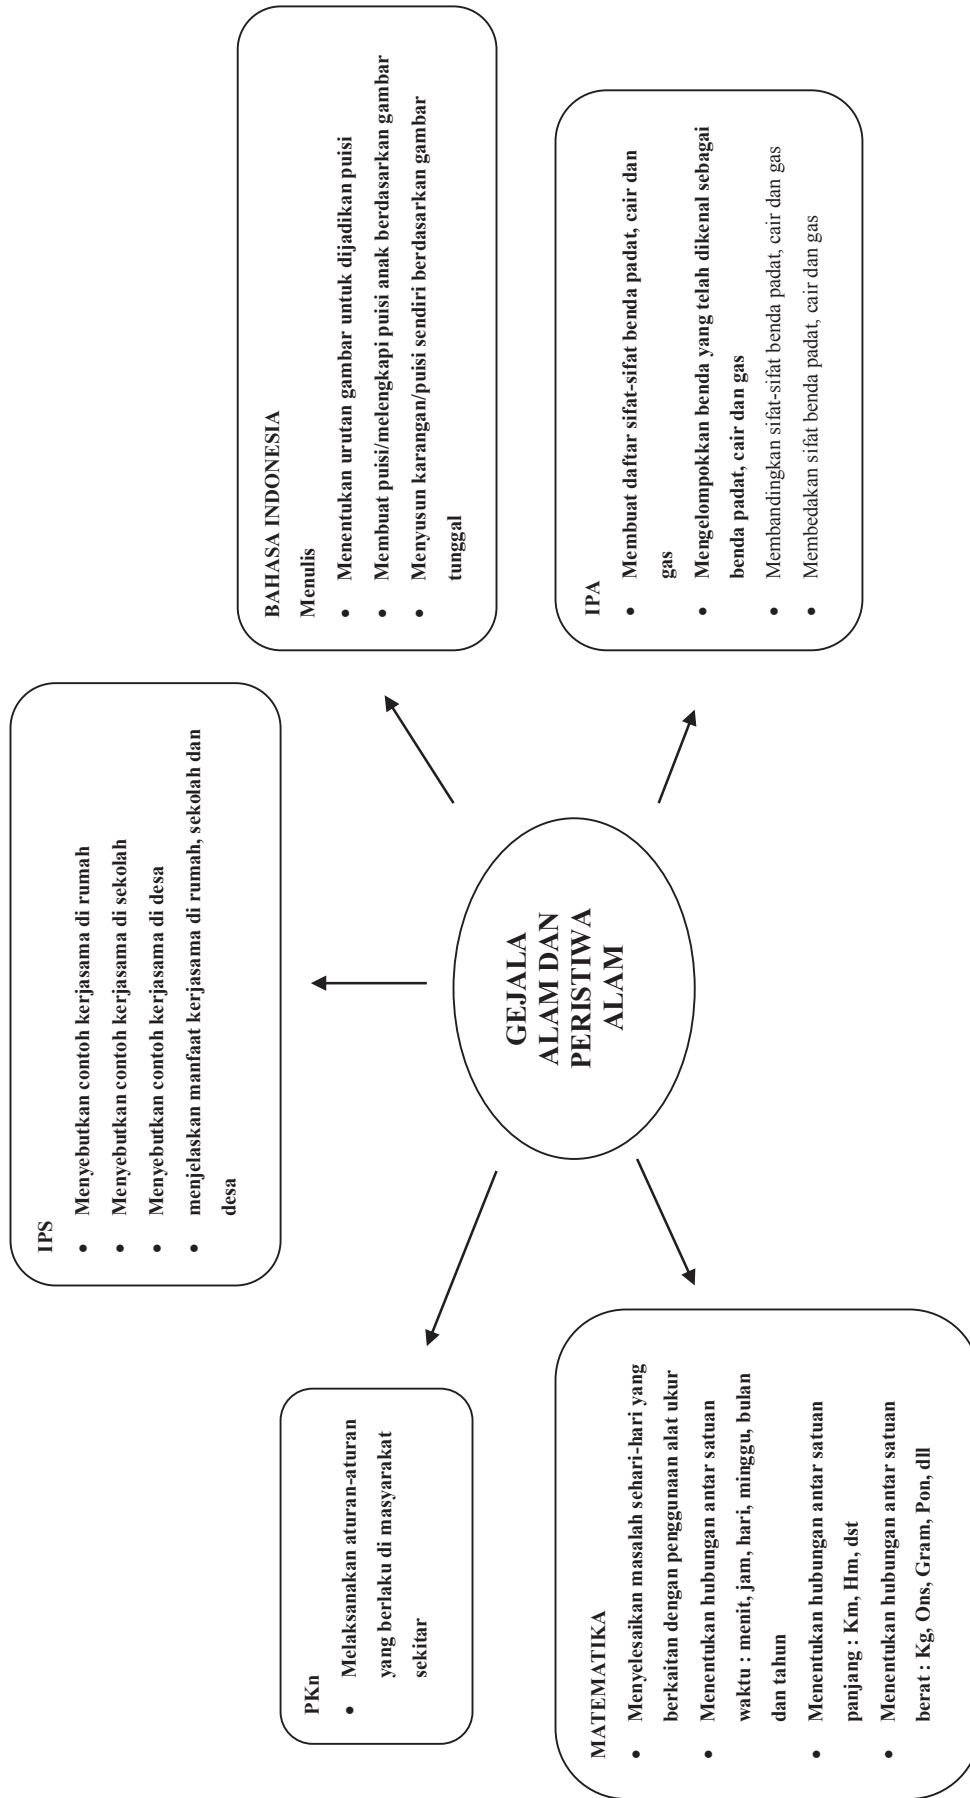 IPS
• Menyebutkan contoh kerjasama di rumah
• Menyebutkan contoh kerjasama di sekolah
• Menyebutkan contoh kerjasama di desa
• menjelaskan manfaat kerjasama di rumah, sekolah dan
desa
PKn
• Melaksanakan aturan-aturan
yang berlaku di masyarakat
sekitar
BAHASA INDONESIA
Menulis
• Menentukan urutan gambar untuk dijadikan puisi
• Membuat puisi/melengkapi puisi anak berdasarkan gambar
• Menyusun karangan/puisi sendiri berdasarkan gambar
tunggal
GEJALA
ALAM DAN
PERISTIWA
ALAM
MATEMATIKA
• Menyelesaikan masalah sehari-hari yang
berkaitan dengan penggunaan alat ukur
• Menentukan hubungan antar satuan
waktu : menit, jam, hari, minggu, bulan
dan tahun
• Menentukan hubungan antar satuan
panjang : Km, Hm, dst
• Menentukan hubungan antar satuan
berat : Kg, Ons, Gram, Pon, dll
IPA
• Membuat daftar sifat-sifat benda padat, cair dan
gas
• Mengelompokkan benda yang telah dikenal sebagai
benda padat, cair dan gas
• Membandingkan sifat-sifat benda padat, cair dan gas
• Membedakan sifat benda padat, cair dan gas